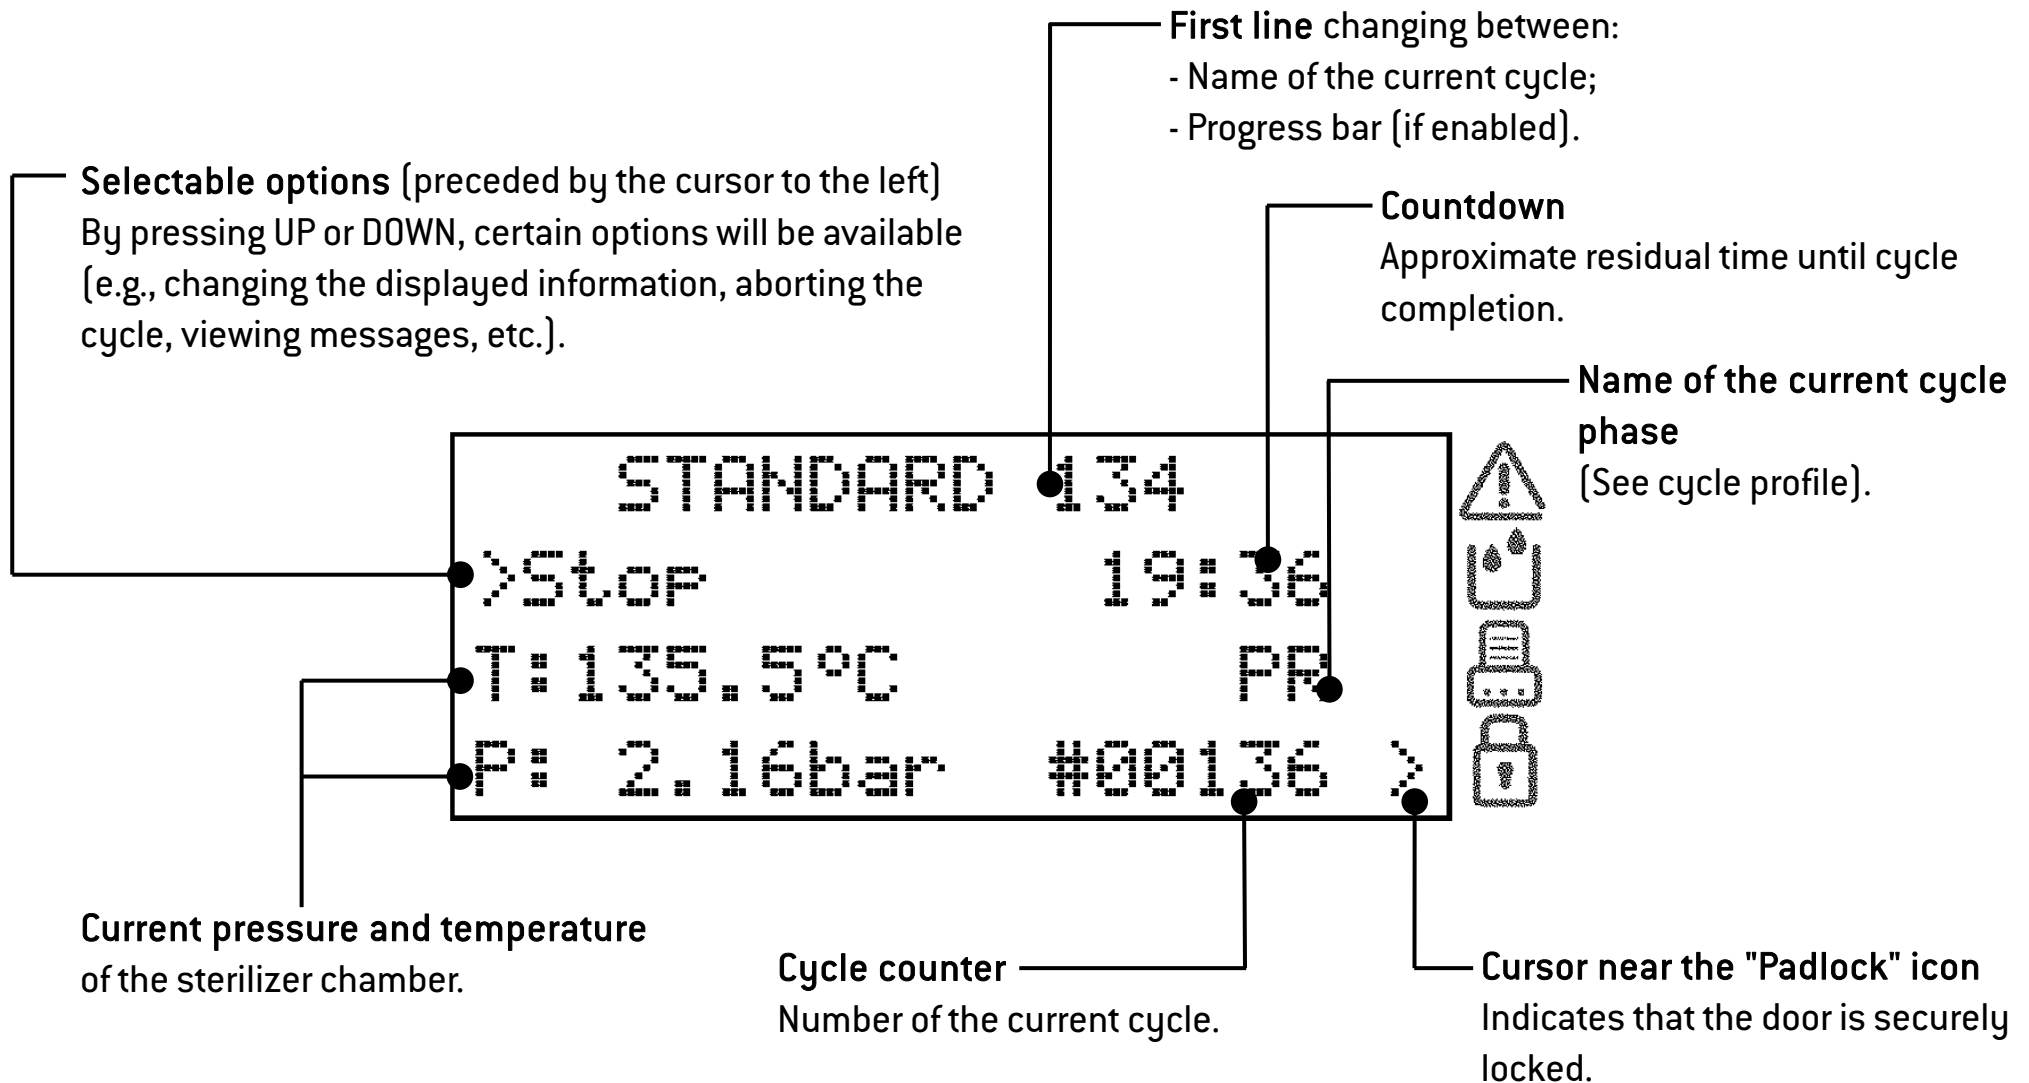 First line changing between:
- Name of the current cycle;
- Progress bar (if enabled).
Selectable options (preceded by the cursor to the left)
By pressing UP or DOWN, certain options will be available
(e.g., changing the displayed information, aborting the
cycle, viewing messages, etc.).
Countdown
Approximate residual time until cycle
completion.
Name of the current cycle
phase
(See cycle profile).
STANDARD 134
>Stop 19:36
T:135.5°C PR
P: 2.16bar #00136 >
Current pressure and temperature
of the sterilizer chamber.
Cycle counter
Number of the current cycle.
Cursor near the "Padlock" icon
Indicates that the door is securely
locked.